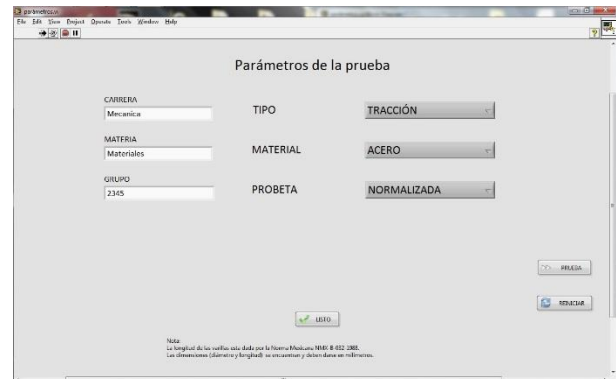 parámetros.vi
File Edit View Project Operate Tools Window Help
Parámetros de la prueba
CARRERA
Mecanica
MATERIA
Materiales
GRUPO
2345
TIPO
TRACCIÓN
MATERIAL
ACERO
PROBETA
NORMALIZADA
PRUEBA
REINICIAR
LISTO
Nota:
La longitud de las varillas esta dada por la Norma Mexicana NMX-B-032-1988.
Las dimensiones (diámetro y longitud) se encuentran y deben darse en milímetros.